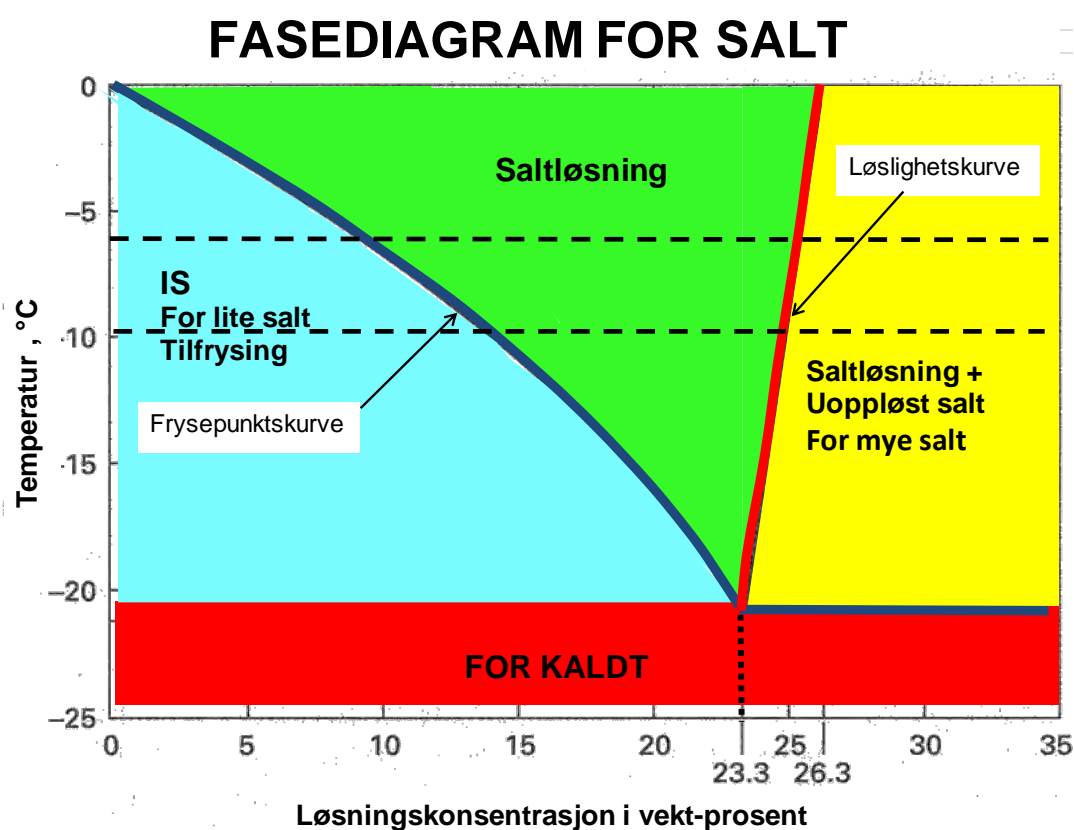 FASEDIAGRAM FOR SALT
0
Saltløsning
Løslighetskurve
–5
IS
For lite salt
Tilfrysing
-10
Saltløsning +
Uoppløst salt
For mye salt
Frysepunktskurve
-15
–20
FOR KALDT
–25
0 5 10 15 20 25 30 35
23.3 26.3
Temperatur , °C
Løsningskonsentrasjon i vekt-prosent